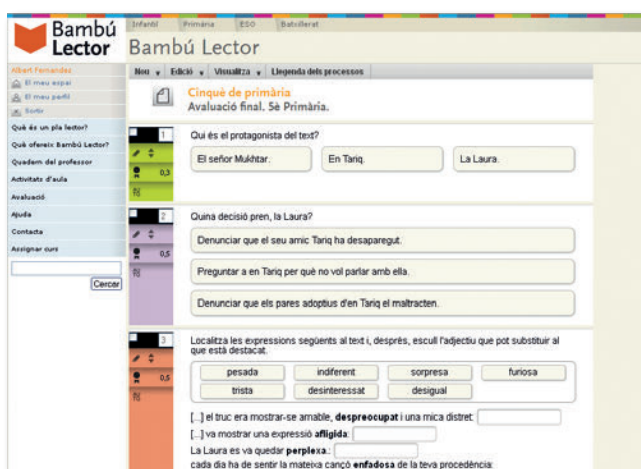 Bambú
Lector
Infantil Primària ESO Batxillerat
Bambú Lector
Albert Fernandez
El meu espai
El meu perfil
Sortir
Què és un pla lector?
Què ofereix Bambú Lector?
Quadern del professor
Activitats d'aula
Avaluació
Ajuda
Contacta
Assignar curs
Cercar
Nou Edició Visualitza Llegenda dels processos
Cinquè de primària
Avaluació final. 5è Primària.
1
0,3
Qui és el protagonista del text?
El señor Mukhtar. En Tariq. La Laura.
2
0,5
Quina decisió pren, la Laura?
Denunciar que el seu amic Tariq ha desaparegut.
Preguntar a en Tariq per què no vol parlar amb ella.
Denunciar que els pares adoptius d'en Tariq el maltracten.
3
0,5
Localitza les expressions següents al text i, després, escull l'adjectiu que pot substituir al
que està destacat.
pesada indiferent sorpresa furiosa
trista desinteressat desigual
[...] el truc era mostrar-se amable, despreocupat i una mica distret:
[...] va mostrar una expressió afligida:
La Laura es va quedar perplexa.:
cada dia ha de sentir la mateixa cançó enfadosa de la teva procedència: